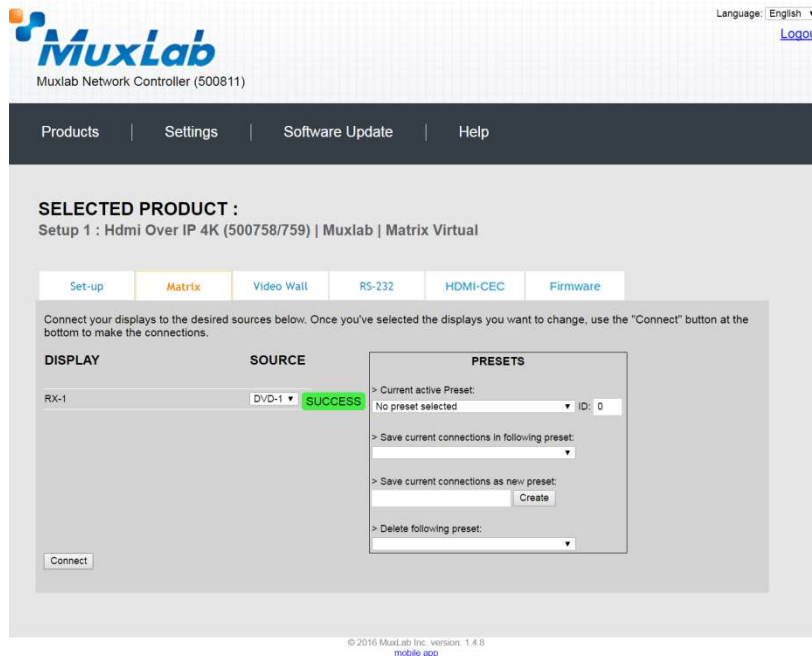 Language: English
Logou
MuxLab
Muxlab Network Controller (500811)
Products | Settings | Software Update | Help
SELECTED PRODUCT :
Setup 1 : Hdmi Over IP 4K (500758/759) | Muxlab | Matrix Virtual
Set-up Matrix Video Wall RS-232 HDMI-CEC Firmware
Connect your displays to the desired sources below. Once you've selected the displays you want to change, use the "Connect" button at the
bottom to make the connections.
DISPLAY SOURCE
RX-1 DVD-1 SUCCESS
PRESETS
> Current active Preset:
No preset selected ID: 0
> Save current connections in following preset:
> Save current connections as new preset:
Create
> Delete following preset:
Connect
© 2016 MuxLab Inc. version: 1.4.8
mobile app